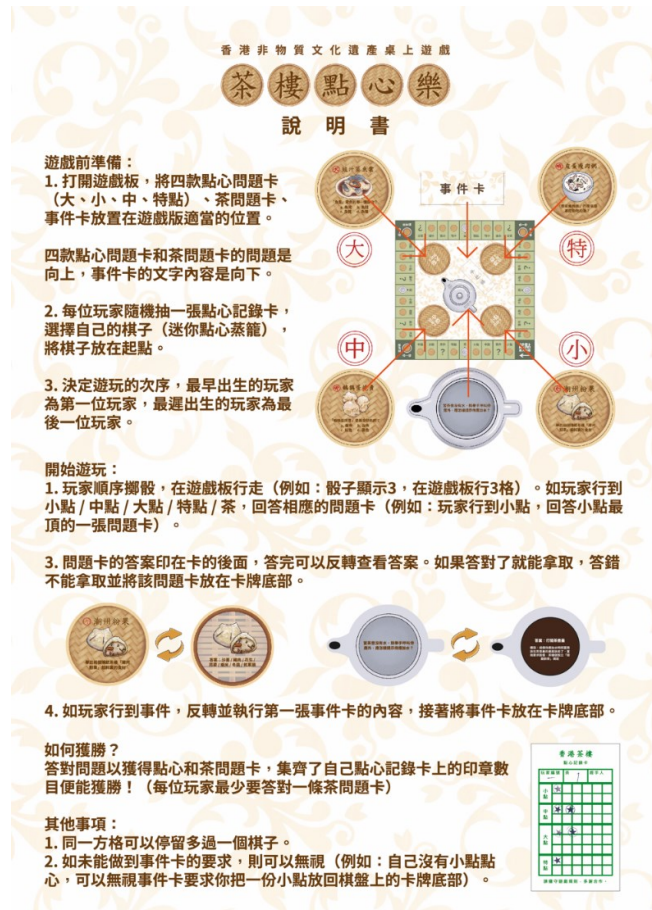 香港非物質文化遺產桌上遊戲
茶樓點心樂
說明書
遊戲前準備：
1. 打開遊戲板，將四款點心問題卡
（大、小、中、特點）、茶問題卡、
事件卡放置在遊戲版適當的位置。
四款點心問題卡和茶問題卡的問題是
向上，事件卡的文字內容是向下。
2. 每位玩家隨機抽一張點心記錄卡，
選擇自己的棋子（迷你點心蒸籠），
將棋子放在起點。
3. 決定遊玩的次序，最早出生的玩家
為第一位玩家，最遲出生的玩家為最
後一位玩家。
事件卡
大
特
中
小
潮州粉果
開始遊玩：
1. 玩家順序擲骰，在遊戲板行走（例如：骰子顯示3，在遊戲板行3格）。如玩家行到
小點 / 中點 / 大點 / 特點 / 茶，回答相應的問題卡（例如：玩家行到小點，回答小點最
頂的一張問題卡）。
3. 問題卡的答案印在卡的後面，答完可以反轉查看答案。如果答對了就能拿取，答錯
不能拿取並將該問題卡放在卡牌底部。
潮州粉果
4. 如玩家行到事件，反轉並執行第一張事件卡的內容，接著將事件卡放在卡牌底部。
如何獲勝？
答對問題以獲得點心和茶問題卡，集齊了自己點心記錄卡上的印章數
目便能獲勝！（每位玩家最少要答對一條茶問題卡）
其他事項：
1. 同一方格可以停留多過一個棋子。
2. 如未能做到事件卡的要求，則可以無視（例如：自己沒有小點點
心，可以無視事件卡要求你把一份小點放回棋盤上的卡牌底部）。
香港茶樓
點心記錄卡
小點
中點
大點
特點